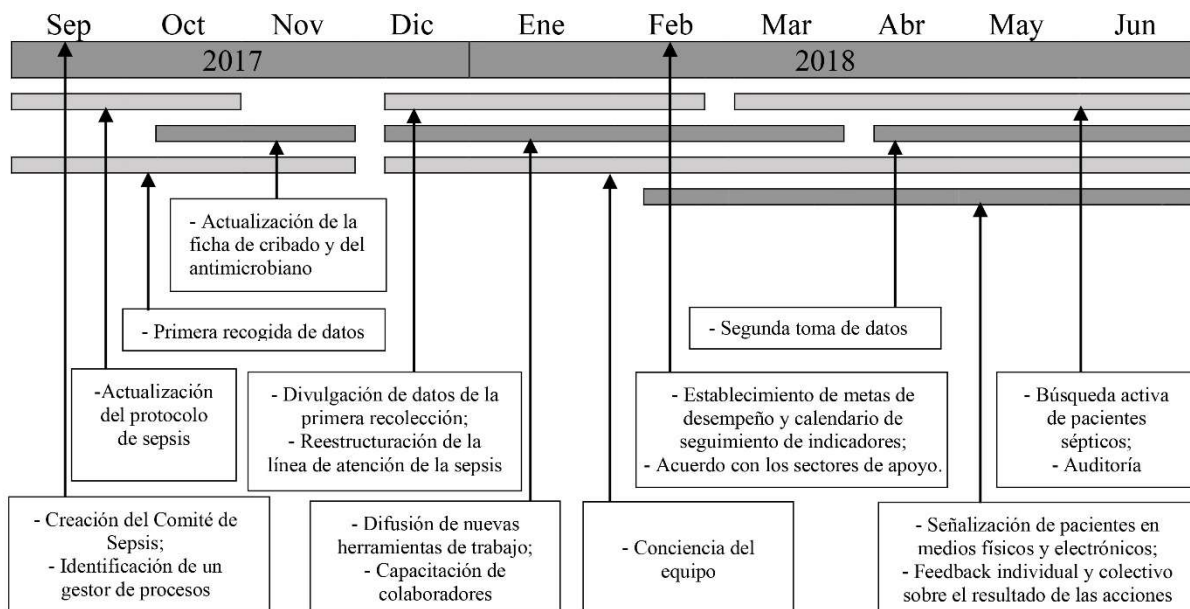 Sep Oct Nov Dic Ene Feb Mar Abr May Jun
2017 2018
- Actualización de la
ficha de cribado y del
antimicrobiano
- Primera recogida de datos
- Segunda toma de datos
-Actualización
del protocolo
de sepsis
- Divulgación de datos de la
primera recolección;
- Reestructuración de la
línea de atención de la sepsis
- Establecimiento de metas de
desempeño y calendario de
seguimiento de indicadores;
- Acuerdo con los sectores de apoyo.
- Búsqueda activa
de pacientes
sépticos;
- Auditoría
- Creación del Comité de
Sepsis;
- Identificación de un
gestor de procesos
- Difusión de nuevas
herramientas de trabajo;
- Capacitación de
colaboradores
- Conciencia del
equipo
- Señalización de pacientes en
medios físicos y electrónicos;
- Feedback individual y colectivo
sobre el resultado de las acciones